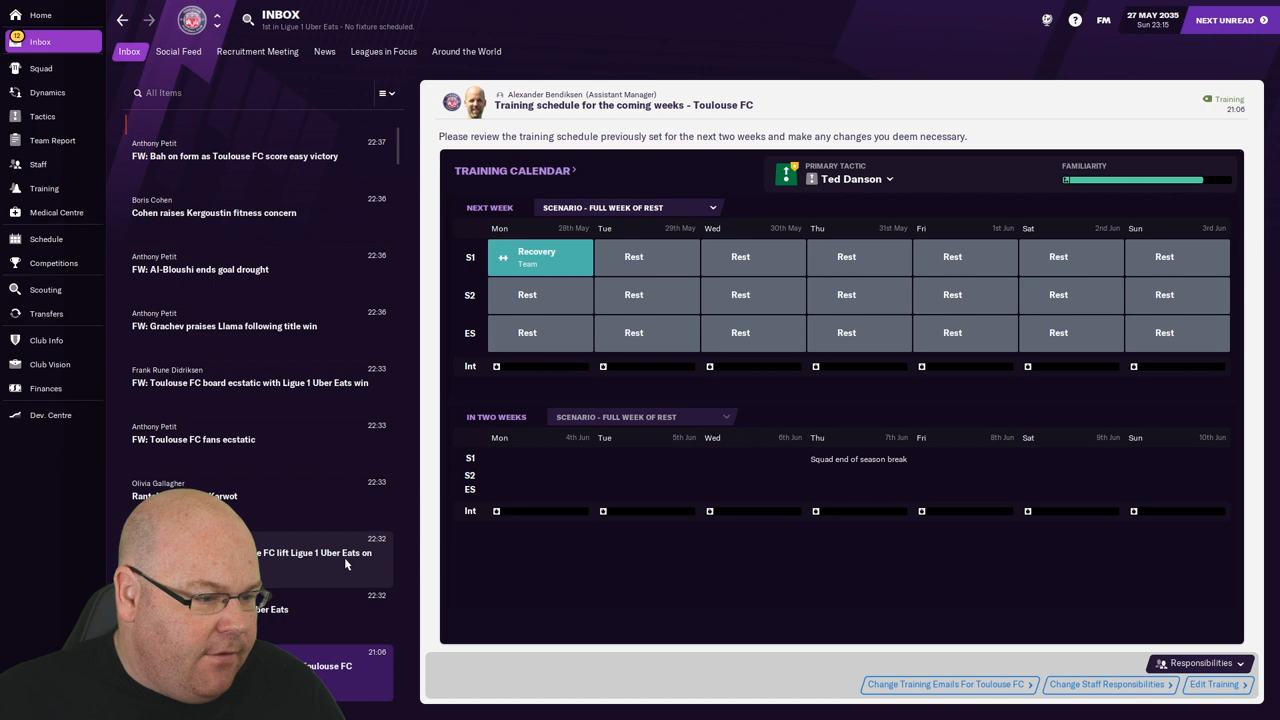 Home
12
Inbox
Squad
Dynamics
Tactics
Team Report
Staff
Training
Medical Centre
Schedule
Competitions
Scouting
Transfers
Club Info
Club Vision
Finances
Dev. Centre
INBOX
1st in Ligue 1 Uber Eats - No fixture scheduled.
FM
27 MAY 2035
Sun 23:15
NEXT UNREAD
Inbox Social Feed Recruitment Meeting News Leagues in Focus Around the World
All Items
Anthony Petit 22:37
FW: Bah on form as Toulouse FC score easy victory
Boris Cohen 22:36
Cohen raises Kergoustin fitness concern
Anthony Petit 22:36
FW: Al-Bloushi ends goal drought
Anthony Petit 22:36
FW: Grachev praises Llama following title win
Frank Rune Didriksen 22:33
FW: Toulouse FC board ecstatic with Ligue 1 Uber Eats win
Anthony Petit 22:33
FW: Toulouse FC fans ecstatic
Olivia Gallagher 22:33
22:32
FC lift Ligue 1 Uber Eats on
22:32
Eats
21:06
FC
Alexander Bendiksen (Assistant Manager)
Training schedule for the coming weeks - Toulouse FC
Training
21:06
Please review the training schedule previously set for the next two weeks and make any changes you deem necessary.
TRAINING CALENDAR
PRIMARY TACTIC
Ted Danson
FAMILIARITY
NEXT WEEK SCENARIO - FULL WEEK OF REST
Mon 28th May Tue 29th May Wed 30th May Thu 31st May Fri 1st Jun Sat 2nd Jun Sun 3rd Jun
S1 Recovery Team Rest Rest Rest Rest Rest Rest
S2 Rest Rest Rest Rest Rest Rest Rest
ES Rest Rest Rest Rest Rest Rest Rest
Int
IN TWO WEEKS SCENARIO - FULL WEEK OF REST
Mon 4th Jun Tue 5th Jun Wed 6th Jun Thu 7th Jun Fri 8th Jun Sat 9th Jun Sun 10th Jun
S1 Squad end of season break
S2
ES
Int
Responsibilities
Change Training Emails For Toulouse FC Change Staff Responsibilities Edit Training